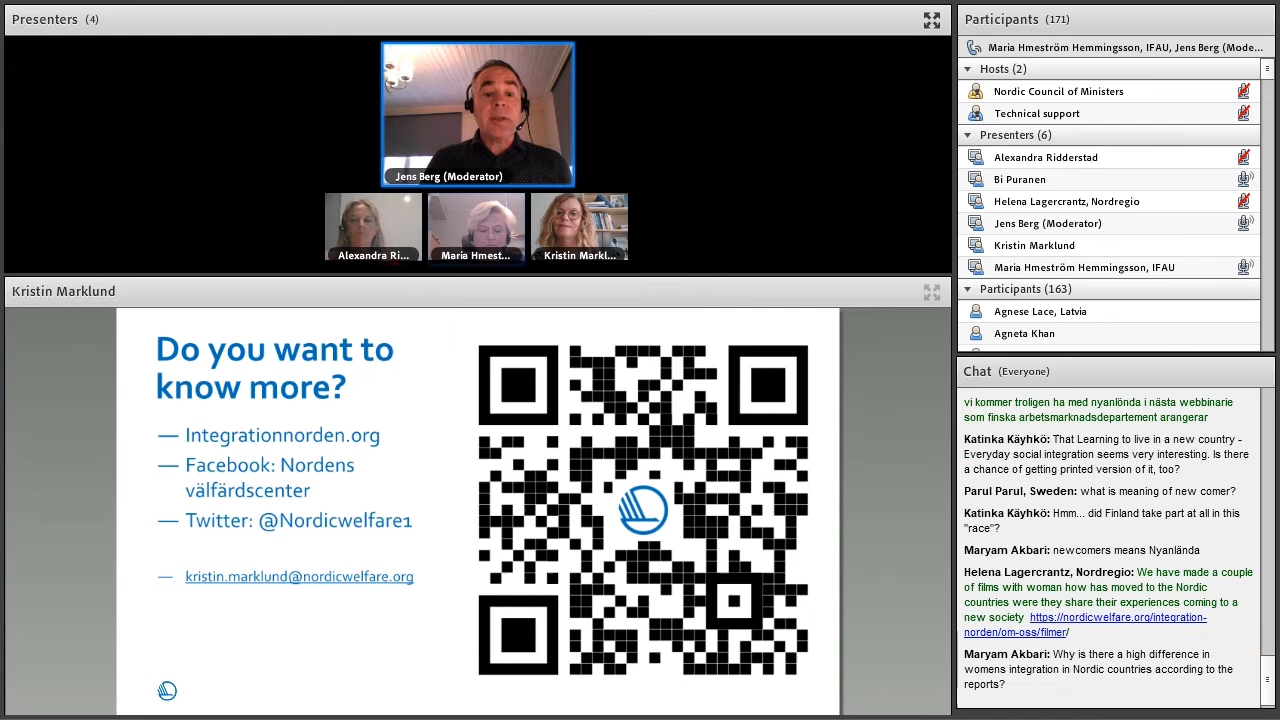 Presenters (4)
Jens Berg (Moderator)
Alexandra Ri...
Maria Hmest...
Kristin Markl...
Kristin Marklund
Do you want to
know more?
— Integrationnorden.org
— Facebook: Nordens
välfärdscenter
— Twitter: @Nordicwelfare1
— kristin.marklund@nordicwelfare.org
Participants (171)
Maria Hmeström Hemmingsson, IFAU, Jens Berg (Mode...
Hosts (2)
Nordic Council of Ministers
Technical support
Presenters (6)
Alexandra Ridderstad
Bi Puranen
Helena Lagercrantz, Nordregio
Jens Berg (Moderator)
Kristin Marklund
Maria Hmeström Hemmingsson, IFAU
Participants (163)
Agnese Lace, Latvia
Agneta Khan
Chat (Everyone)
vi kommer troligen ha med nyanlönda i nästa webbinarie
som finska arbetsmarknadsdepartement arangerar
Katinka Käyhkö: That Learning to live in a new country -
Everyday social integration seems very interesting. Is there
a chance of getting printed version of it, too?
Parul Parul, Sweden: what is meaning of new comer?
Katinka Käyhkö: Hmm... did Finland take part at all in this
"race"?
Maryam Akbari: newcomers means Nyanlända
Helena Lagercrantz, Nordregio: We have made a couple
of films with woman how has moved to the Nordic
countries were they share their experiences coming to a
new society https://nordicwelfare.org/integration-
norden/om-oss/filmer/
Maryam Akbari: Why is there a high difference in
womens integration in Nordic countries according to the
reports?